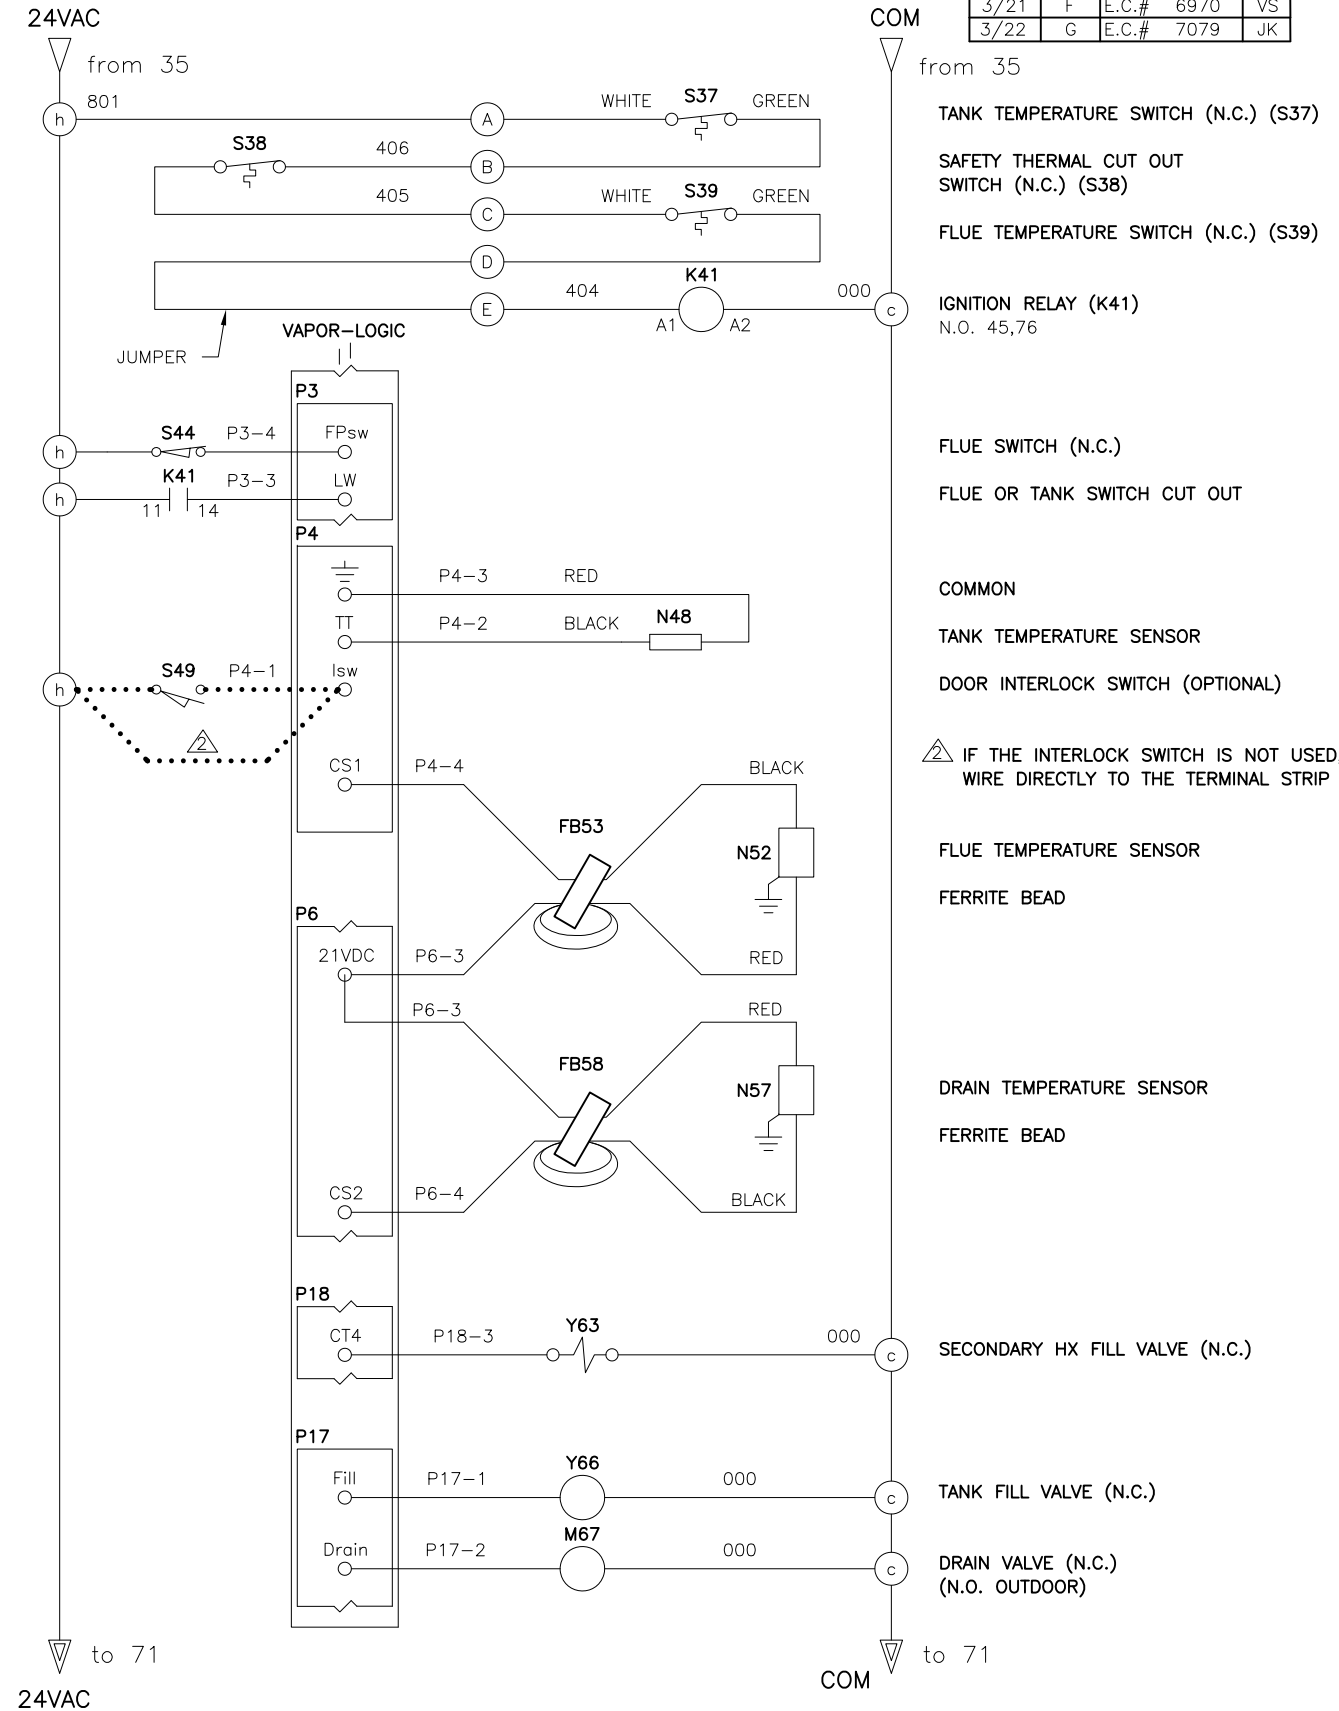 24VAC
COM
3/21 F E.C.# 6970 VS
3/22 G E.C.# 7079 JK
from 35
from 35
h
801
A
WHITE
S37
GREEN
TANK TEMPERATURE SWITCH (N.C.) (S37)
S38
406
B
SAFETY THERMAL CUT OUT
SWITCH (N.C.) (S38)
405
C
WHITE
S39
GREEN
FLUE TEMPERATURE SWITCH (N.C.) (S39)
D
E
404
K41
A1
A2
000
c
IGNITION RELAY (K41)
N.O. 45,76
JUMPER
VAPOR-LOGIC
P3
h
S44
P3-4
FPsw
FLUE SWITCH (N.C.)
h
K41
11
14
P3-3
LW
FLUE OR TANK SWITCH CUT OUT
P4
P4-3
RED
COMMON
TT
P4-2
BLACK
N48
TANK TEMPERATURE SENSOR
h
S49
P4-1
Isw
DOOR INTERLOCK SWITCH (OPTIONAL)
2
2 IF THE INTERLOCK SWITCH IS NOT USED,
WIRE DIRECTLY TO THE TERMINAL STRIP
CS1
P4-4
BLACK
FB53
N52
FLUE TEMPERATURE SENSOR
FERRITE BEAD
P6
21VDC
P6-3
RED
P6-3
RED
FB58
N57
DRAIN TEMPERATURE SENSOR
FERRITE BEAD
CS2
P6-4
BLACK
P18
CT4
P18-3
Y63
000
c
SECONDARY HX FILL VALVE (N.C.)
P17
Fill
P17-1
Y66
000
c
TANK FILL VALVE (N.C.)
Drain
P17-2
M67
000
c
DRAIN VALVE (N.C.)
(N.O. OUTDOOR)
to 71
to 71
24VAC
COM